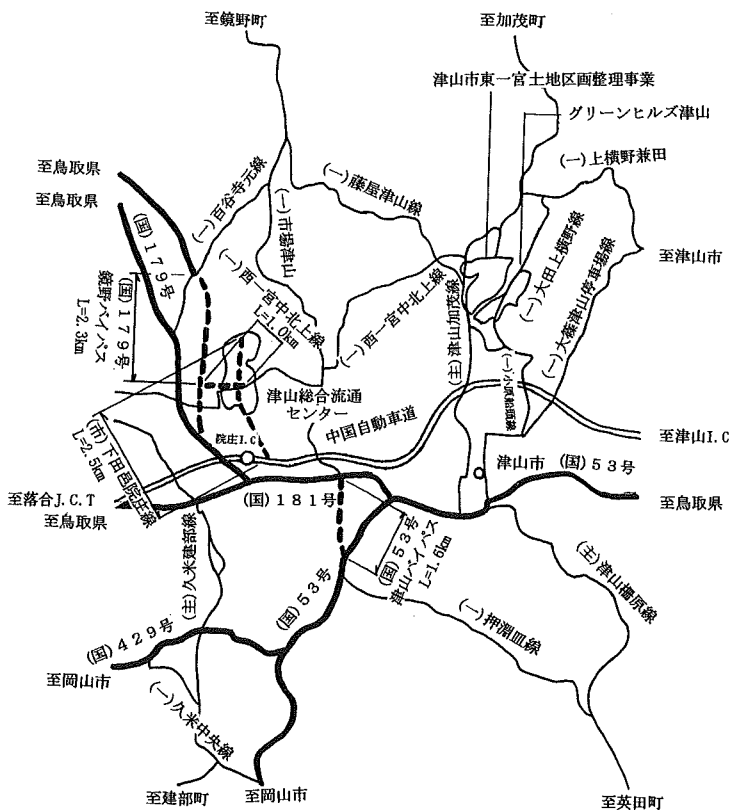 至鏡野町
至加茂町
津山市東一宮土地区画整理事業
グリーンヒルズ津山
(一)上横野兼田
至鳥取県
至鳥取県
(一)百谷寺元線
(一)藤屋津山線
(一)市場津山
(国)179号
(一)西一宮中北上線
L=1.0km
(国)179号
鏡野バイパス
L=2.3km
(一)西一宮中北上線
(主)津山加茂線
(一)太田上横野線
(一)大篠津山停車場線
至津山市
(一)小原船頭線
津山総合流通
センター
中国自動車道
院庄I.C
(市)下田邑院庄線
L=2.5km
至津山I.C
津山市
(国)53号
至落合J.C.T
至鳥取県
(国)181号
至鳥取県
(主)久米建部線
(国)53号
(国)53号
津山バイパス
L=1.6km
(主)津山柵原線
(一)押淵皿線
(国)429号
至岡山市
(一)久米中央線
至建部町
至岡山市
至英田町